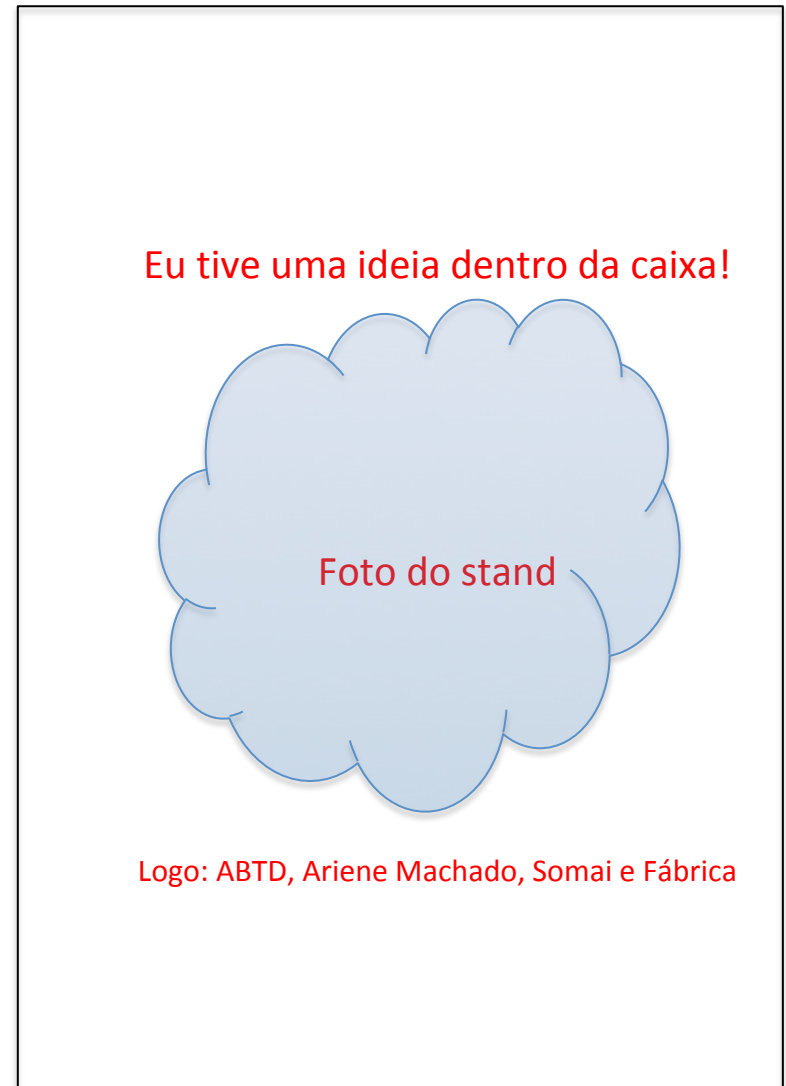 Eu tive uma ideia dentro da caixa!
Foto do stand
Logo: ABTD, Ariene Machado, Somai e Fábrica